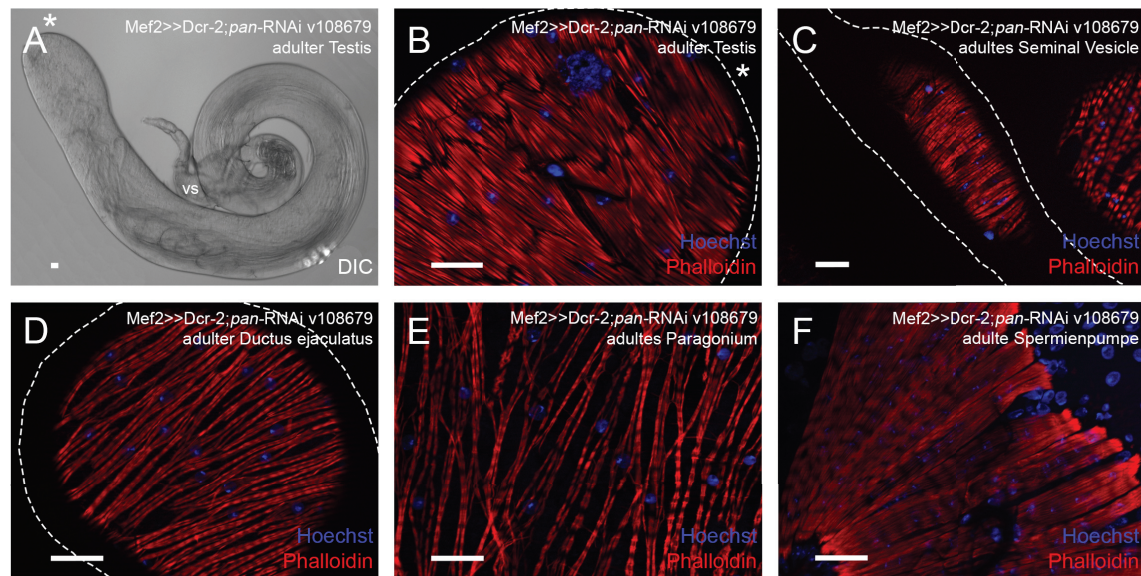 A
*
Mef2>>Dcr-2;pan-RNAi v108679
adulter Testis
vs
DIC
B
Mef2>>Dcr-2;pan-RNAi v108679
adulter Testis
*
Hoechst
Phalloidin
C
Mef2>>Dcr-2;pan-RNAi v108679
adultes Seminal Vesicle
Hoechst
Phalloidin
D
Mef2>>Dcr-2;pan-RNAi v108679
adulter Ductus ejaculatus
Hoechst
Phalloidin
E
Mef2>>Dcr-2;pan-RNAi v108679
adultes Paragonium
Hoechst
Phalloidin
F
Mef2>>Dcr-2;pan-RNAi v108679
adulte Spermienpumpe
Hoechst
Phalloidin